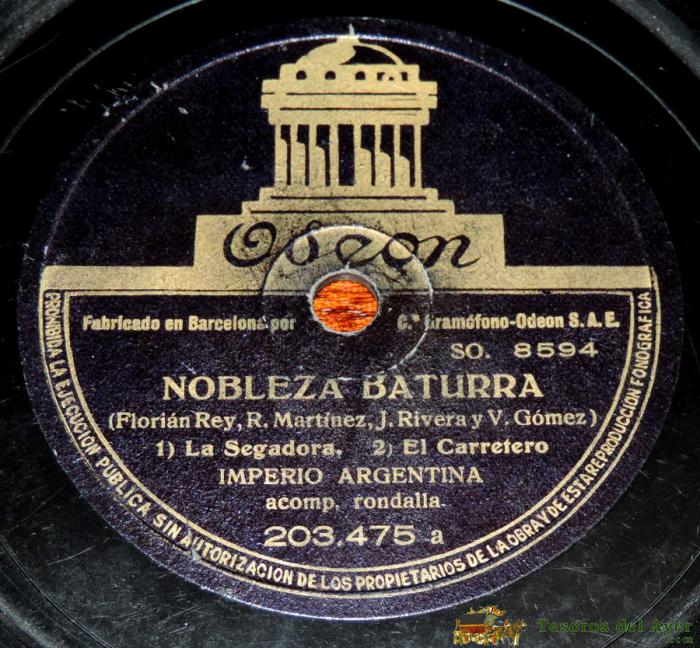 Odeon
Fabricado en Barcelona por C.ª Gramófono-Odeon S.A.E.
SO. 8594
NOBLEZA BATURRA
(Florián Rey, R. Martínez, J. Rivera y V. Gómez)
1) La Segadora, 2) El Carretero
IMPERIO ARGENTINA
acomp. rondalla.
203.475 a
PROHIBIDA LA EJECUCION PUBLICA SIN AUTORIZACION DE LOS PROPIETARIOS DE LA OBRA Y DE ESTA REPRODUCCION FONOGRAFICA
Tesoros del Ayer
.com